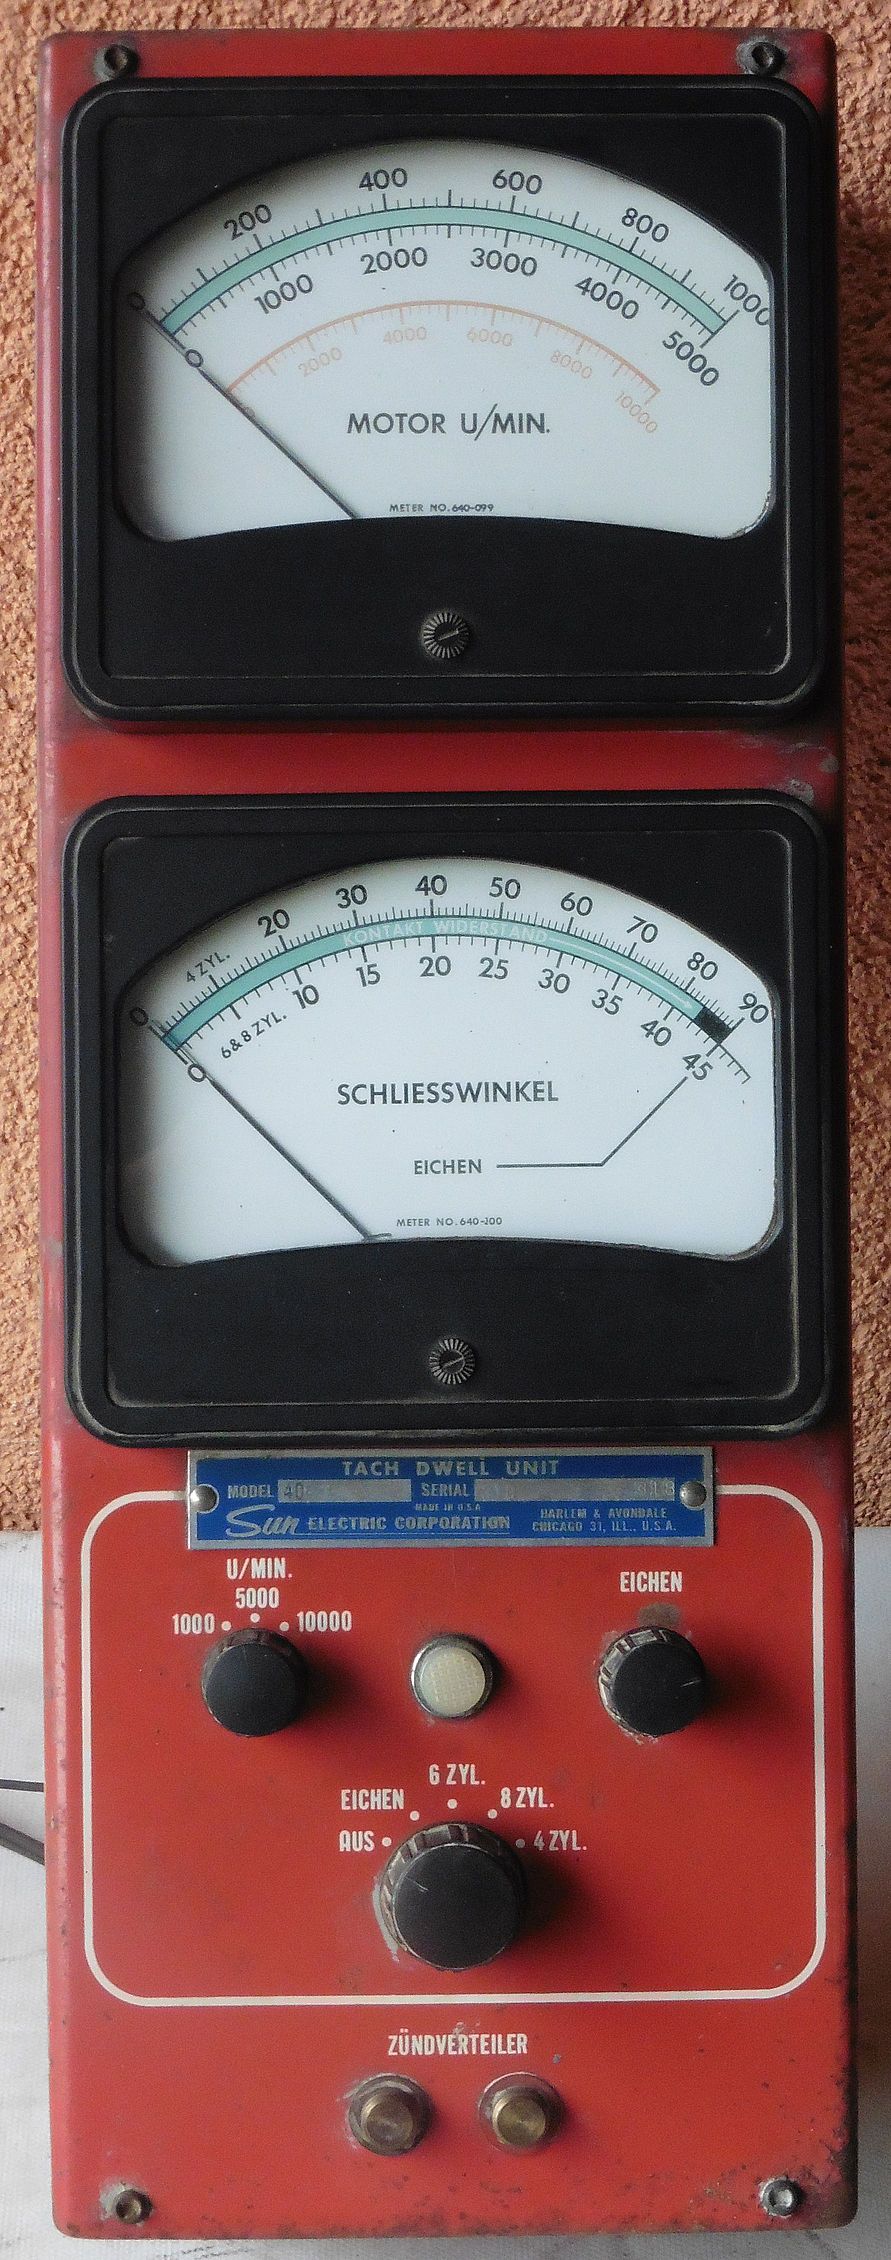 0 200 400 600 800 1000
0 1000 2000 3000 4000 5000
0 2000 4000 6000 8000 10000
MOTOR U/MIN.
METER NO. 640-099
0 4 ZYL. 20 30 40 50 60 70 80 90
KONTAKT WIDERSTAND
0 6 & 8 ZYL. 10 15 20 25 30 35 40 45
SCHLIESSWINKEL
EICHEN
METER NO. 640-100
TACH DWELL UNIT
MODEL 40 SERIAL
MADE IN U.S.A
Sun ELECTRIC CORPORATION
HARLEM & AVONDALE
CHICAGO 31, ILL., U.S.A.
U/MIN.
1000 5000 10000
EICHEN
AUS EICHEN 6 ZYL. 8 ZYL. 4 ZYL.
ZÜNDVERTEILER